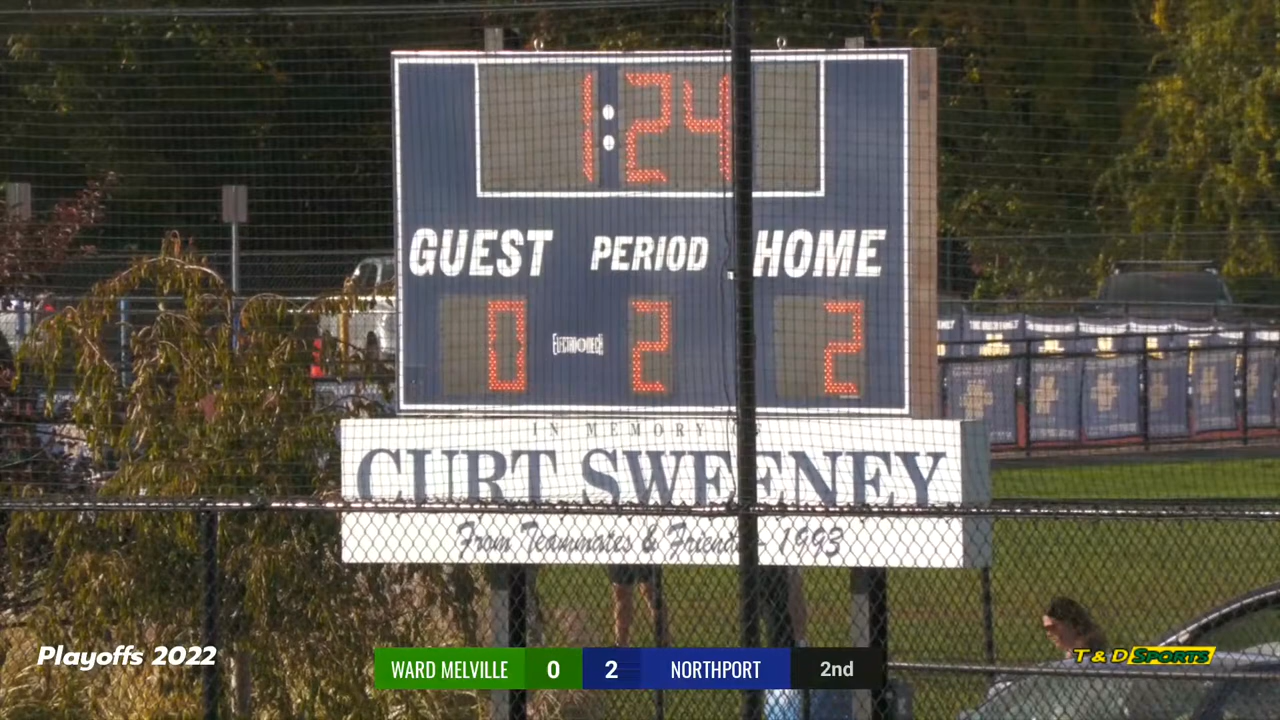 1:24
GUEST PERIOD HOME
0 2 2
IN MEMORY OF
CURT SWEENEY
From Teammates & Friends 1993
Playoffs 2022
WARD MELVILLE 0 2 NORTHPORT 2nd
T & D SPORTS